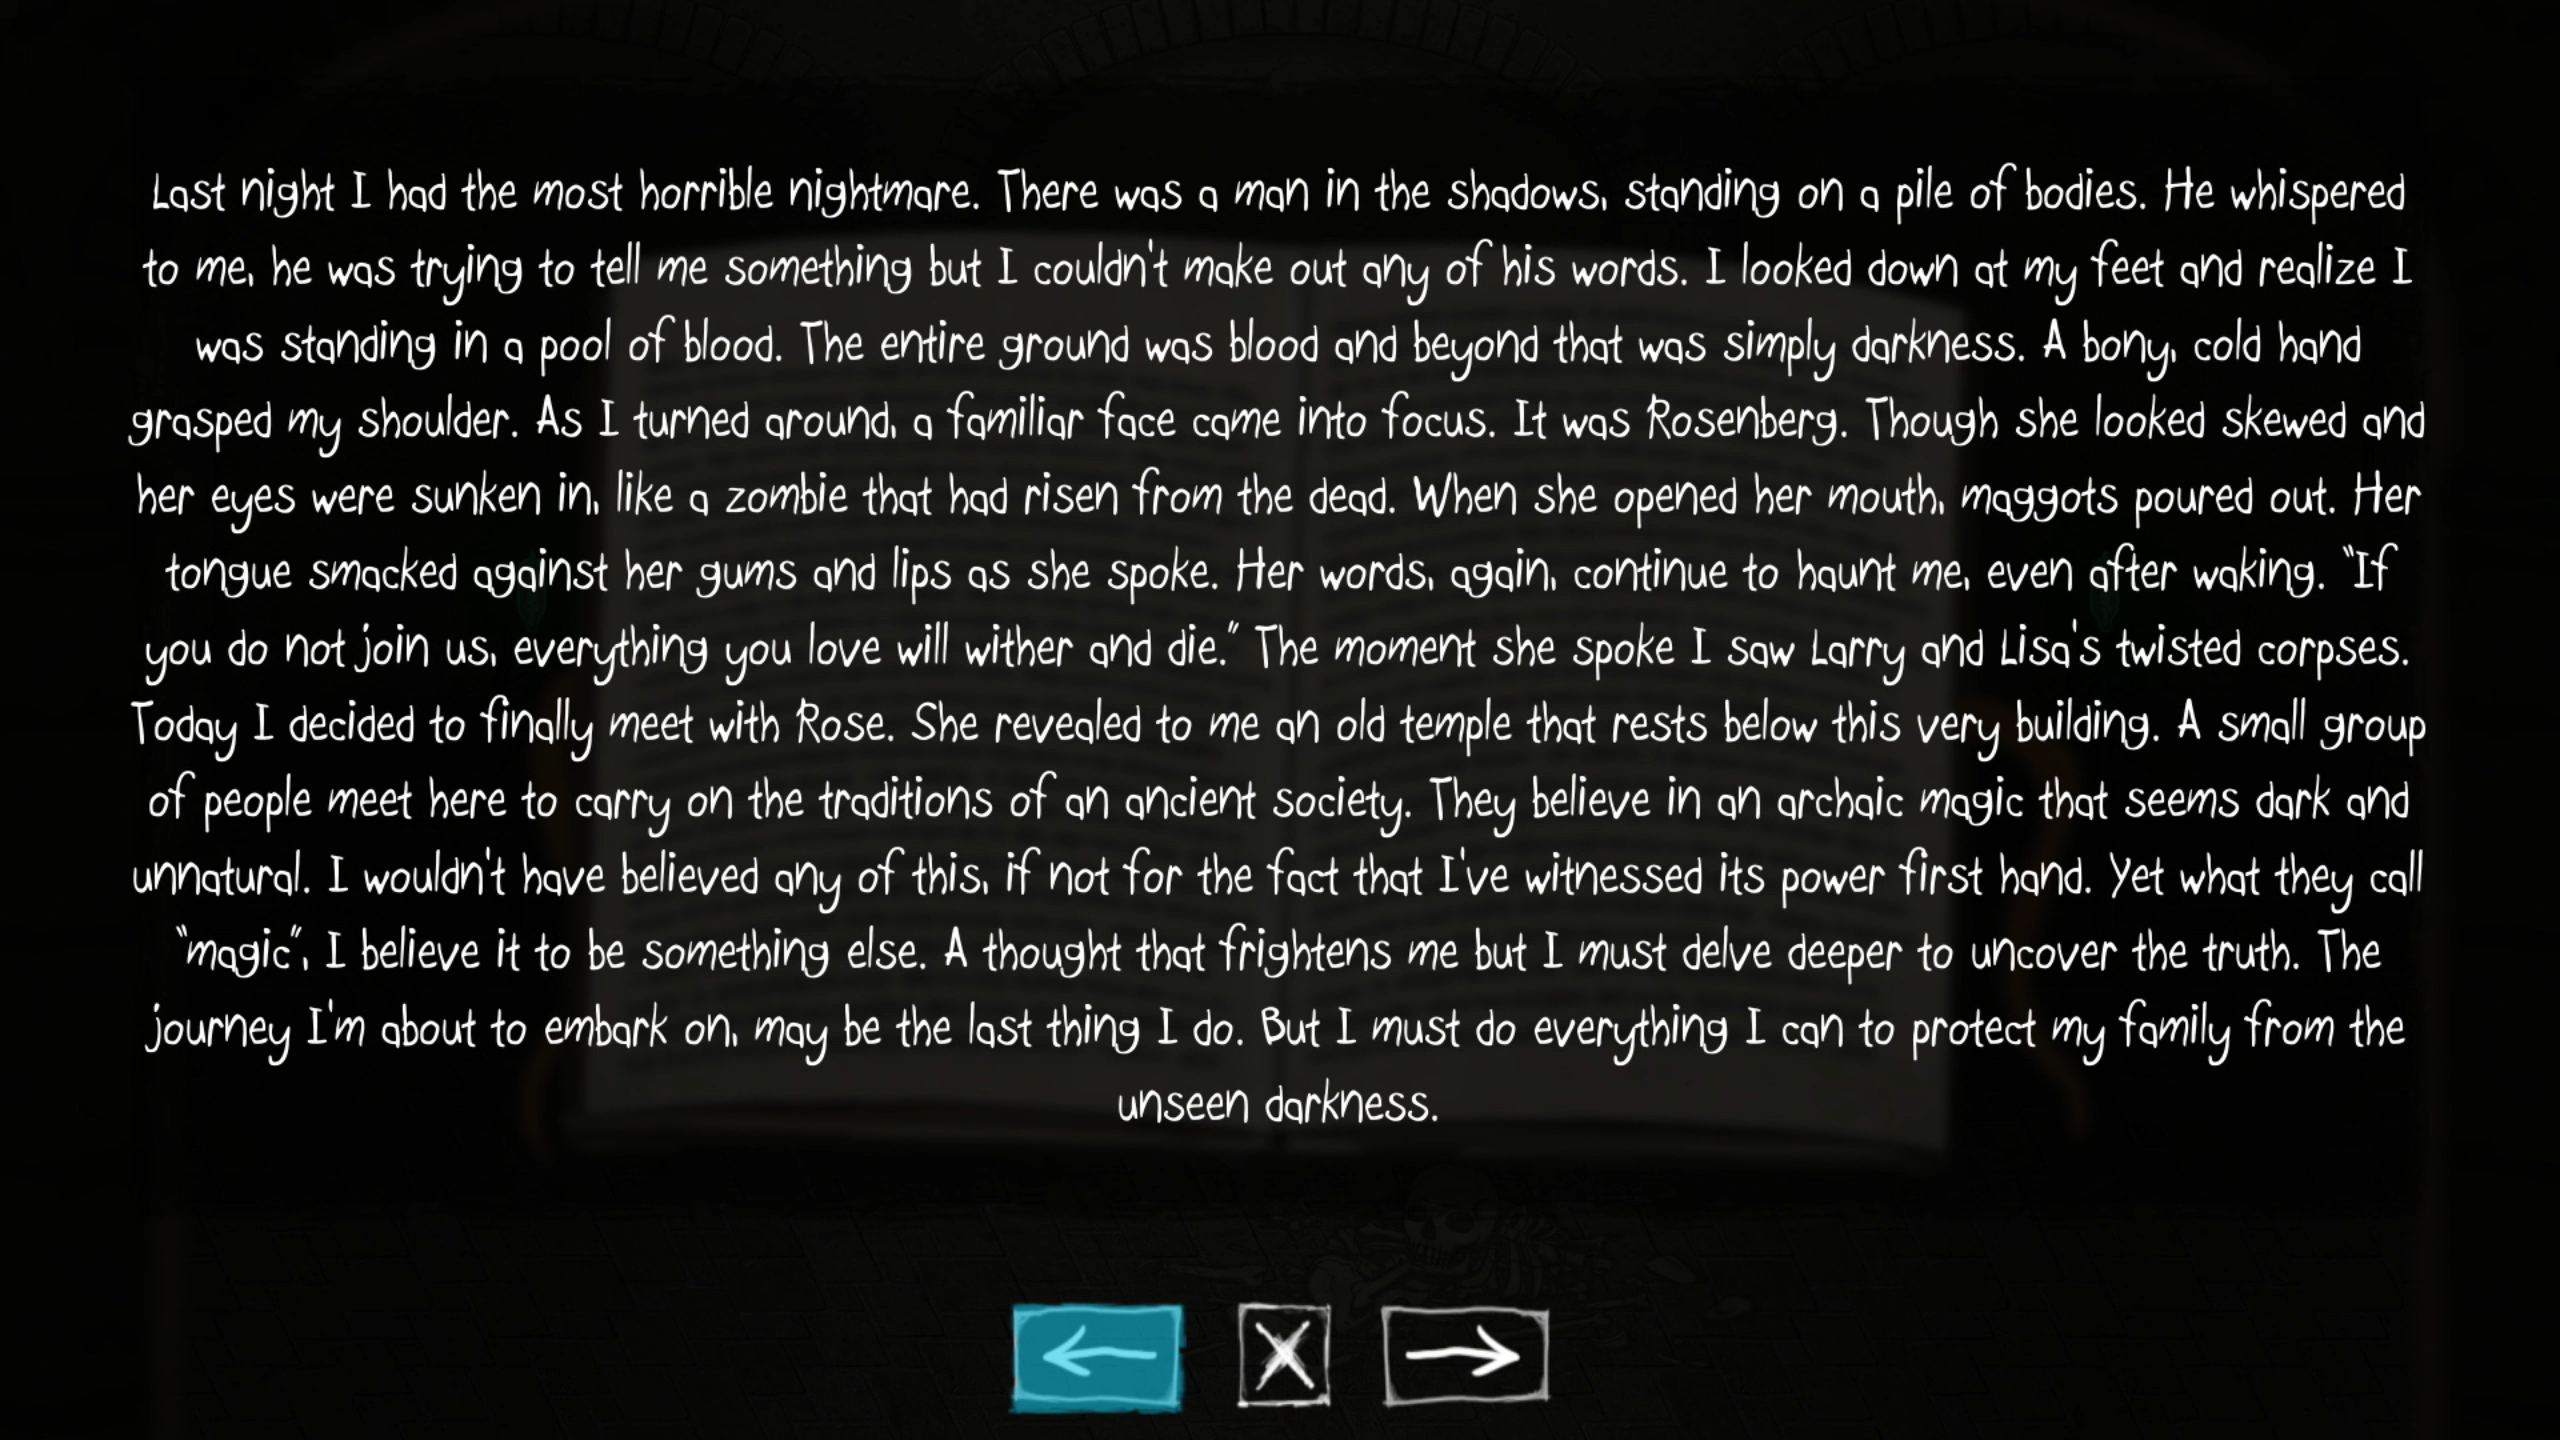 Last night I had the most horrible nightmare. There was a man in the shadows, standing on a pile of bodies. He whispered
to me, he was trying to tell me something but I couldn't make out any of his words. I looked down at my feet and realize I
was standing in a pool of blood. The entire ground was blood and beyond that was simply darkness. A bony, cold hand
grasped my shoulder. As I turned around, a familiar face came into focus. It was Rosenberg. Though she looked skewed and
her eyes were sunken in, like a zombie that had risen from the dead. When she opened her mouth, maggots poured out. Her
tongue smacked against her gums and lips as she spoke. Her words, again, continue to haunt me, even after waking. "If
you do not join us, everything you love will wither and die." The moment she spoke I saw Larry and Lisa's twisted corpses.
Today I decided to finally meet with Rose. She revealed to me an old temple that rests below this very building. A small group
of people meet here to carry on the traditions of an ancient society. They believe in an archaic magic that seems dark and
unnatural. I wouldn't have believed any of this, if not for the fact that I've witnessed its power first hand. Yet what they call
"magic", I believe it to be something else. A thought that frightens me but I must delve deeper to uncover the truth. The
journey I'm about to embark on, may be the last thing I do. But I must do everything I can to protect my family from the
unseen darkness.